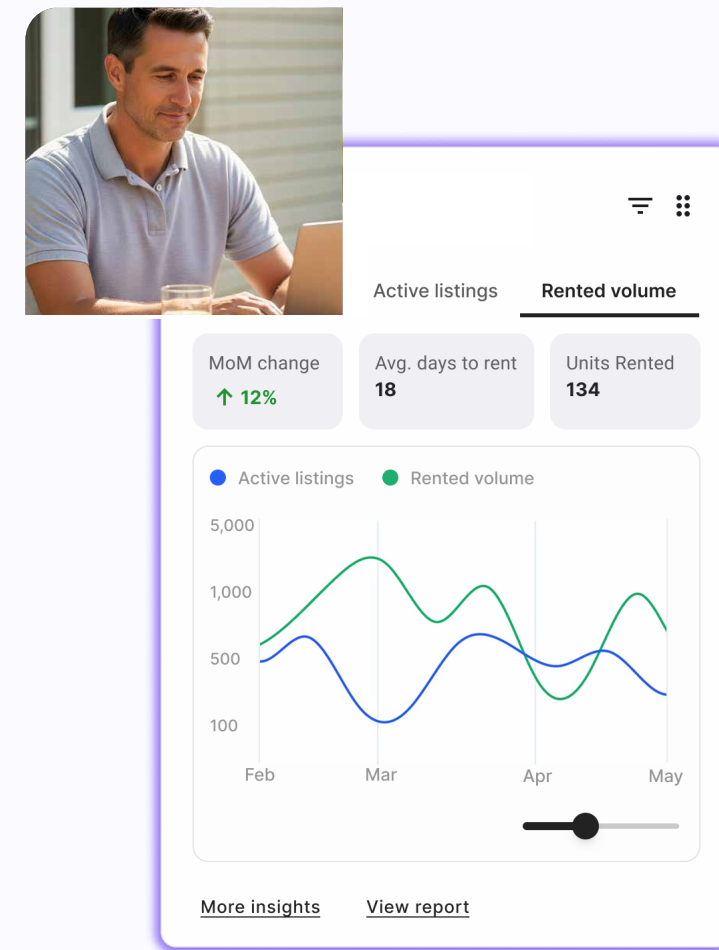 Active listings Rented volume
MoM change Avg. days to rent Units Rented
↑ 12% 18 134
Active listings Rented volume
5,000
1,000
500
100
Feb Mar Apr May
More insights View report